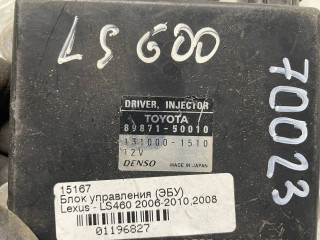 LS 600
DRIVER, INJECTOR
TOYOTA
89871-50010
131000-1510
12V
DENSO MADE IN JAPAN
15167
Блок управления (ЭБУ)
Lexus - LS460 2006-2010,2008
01196827
70023